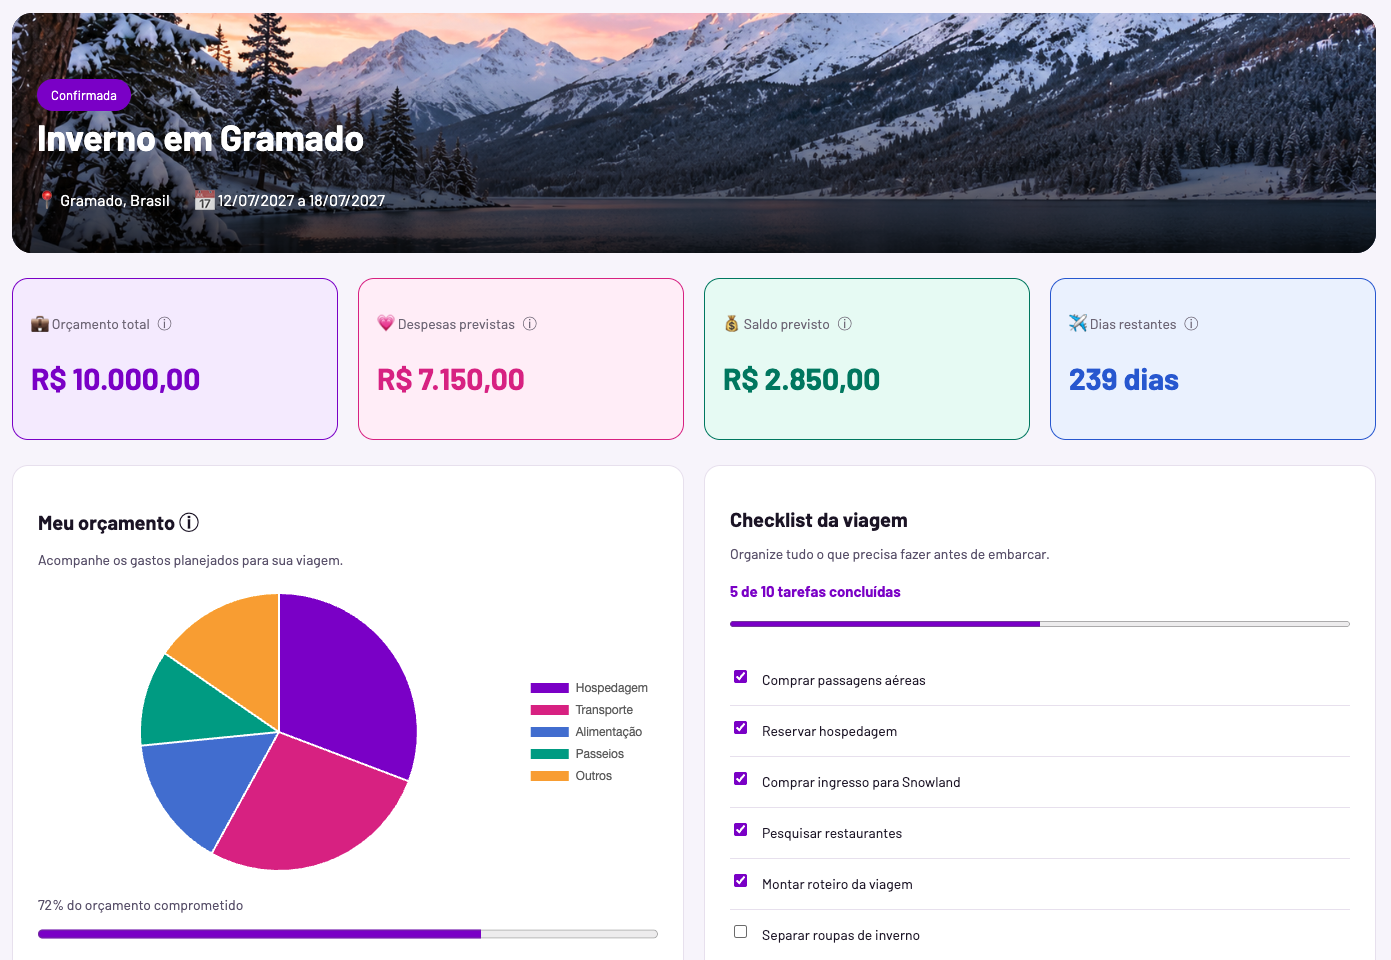 Confirmada
Inverno em Gramado
📍 Gramado, Brasil 📅 12/07/2027 a 18/07/2027
💼 Orçamento total ⓘ
R$ 10.000,00
💗 Despesas previstas ⓘ
R$ 7.150,00
💰 Saldo previsto ⓘ
R$ 2.850,00
✈️ Dias restantes ⓘ
239 dias
Meu orçamento ⓘ
Acompanhe os gastos planejados para sua viagem.
Hospedagem
Transporte
Alimentação
Passeios
Outros
72% do orçamento comprometido
Checklist da viagem
Organize tudo o que precisa fazer antes de embarcar.
5 de 10 tarefas concluídas
Comprar passagens aéreas
Reservar hospedagem
Comprar ingresso para Snowland
Pesquisar restaurantes
Montar roteiro da viagem
Separar roupas de inverno